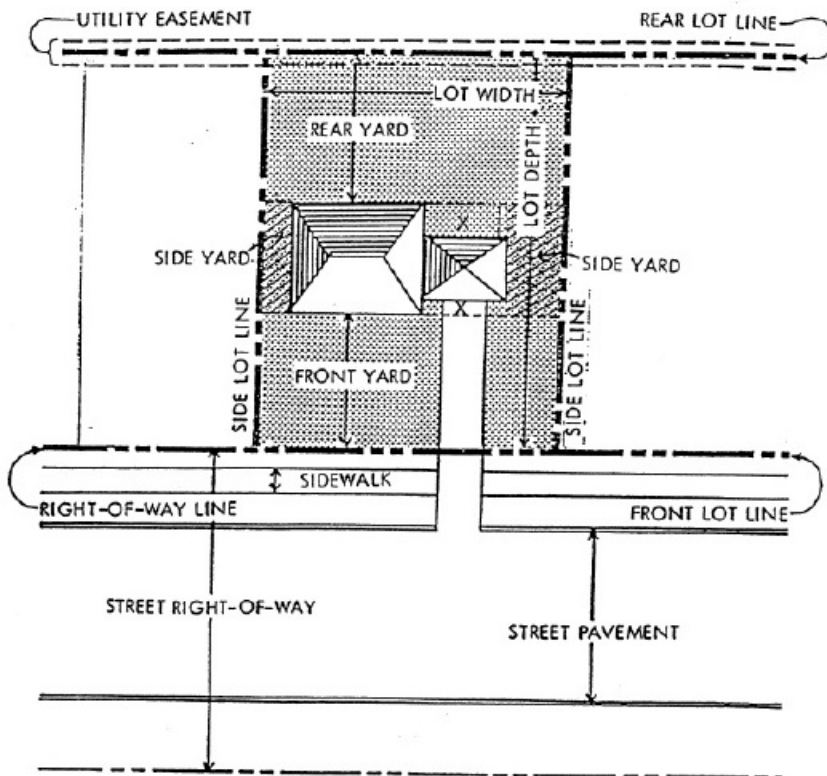 UTILITY EASEMENT
REAR LOT LINE
LOT WIDTH
REAR YARD
LOT DEPTH
X
SIDE YARD
SIDE YARD
X
SIDE LOT LINE
FRONT YARD
SIDE LOT LINE
SIDEWALK
RIGHT-OF-WAY LINE
FRONT LOT LINE
STREET RIGHT-OF-WAY
STREET PAVEMENT